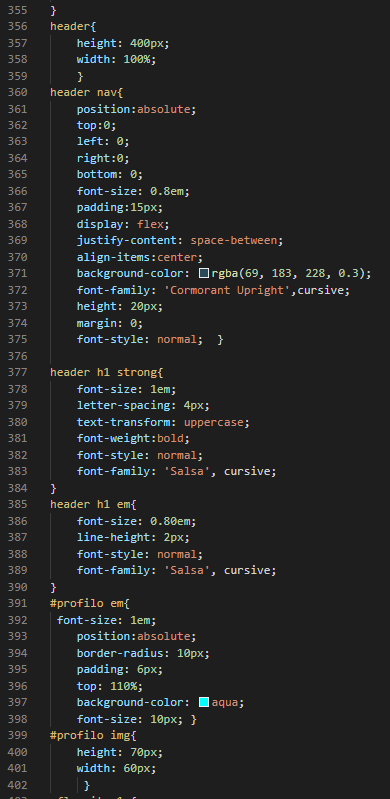 355 }
356 header{
357 height: 400px;
358 width: 100%;
359 }
360 header nav{
361 position:absolute;
362 top:0;
363 left: 0;
364 right:0;
365 bottom: 0;
366 font-size: 0.8em;
367 padding:15px;
368 display: flex;
369 justify-content: space-between;
370 align-items:center;
371 background-color: rgba(69, 183, 228, 0.3);
372 font-family: 'Cormorant Upright',cursive;
373 height: 20px;
374 margin: 0;
375 font-style: normal; }
376
377 header h1 strong{
378 font-size: 1em;
379 letter-spacing: 4px;
380 text-transform: uppercase;
381 font-weight:bold;
382 font-style: normal;
383 font-family: 'Salsa', cursive;
384 }
385 header h1 em{
386 font-size: 0.80em;
387 line-height: 2px;
388 font-style: normal;
389 font-family: 'Salsa', cursive;
390 }
391 #profilo em{
392 font-size: 1em;
393 position:absolute;
394 border-radius: 10px;
395 padding: 6px;
396 top: 110%;
397 background-color: aqua;
398 font-size: 10px; }
399 #profilo img{
400 height: 70px;
401 width: 60px;
402 }